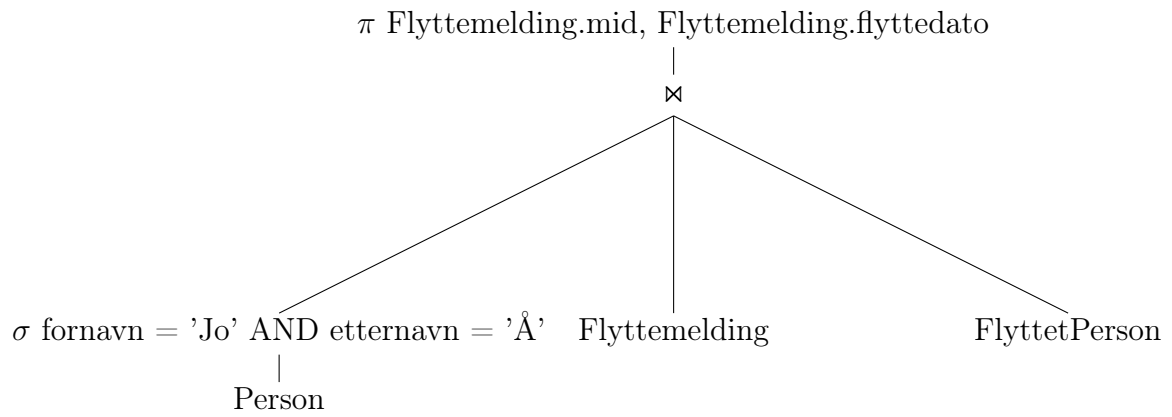 π Flyttemelding.mid, Flyttemelding.flyttedato
⋈
σ fornavn = 'Jo' AND etternavn = 'Å' Flyttemelding FlyttetPerson
Person